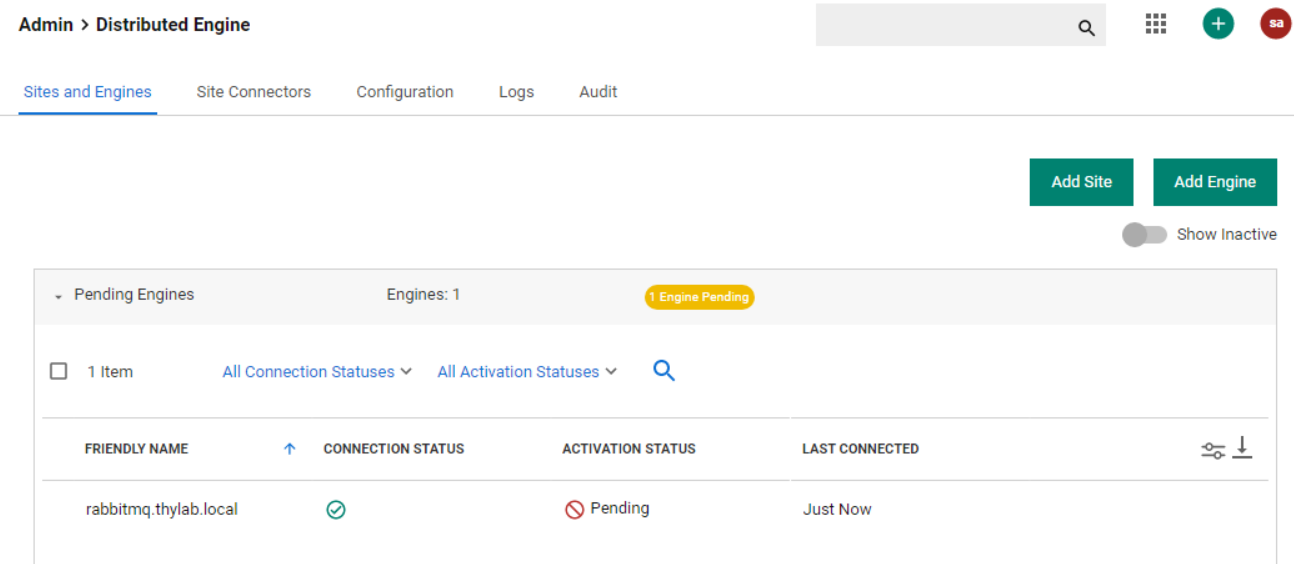 Admin > Distributed Engine
sa
Sites and Engines Site Connectors Configuration Logs Audit
Add Site Add Engine
Show Inactive
Pending Engines Engines: 1 1 Engine Pending
1 Item All Connection Statuses All Activation Statuses
FRIENDLY NAME CONNECTION STATUS ACTIVATION STATUS LAST CONNECTED
rabbitmq.thylab.local Pending Just Now